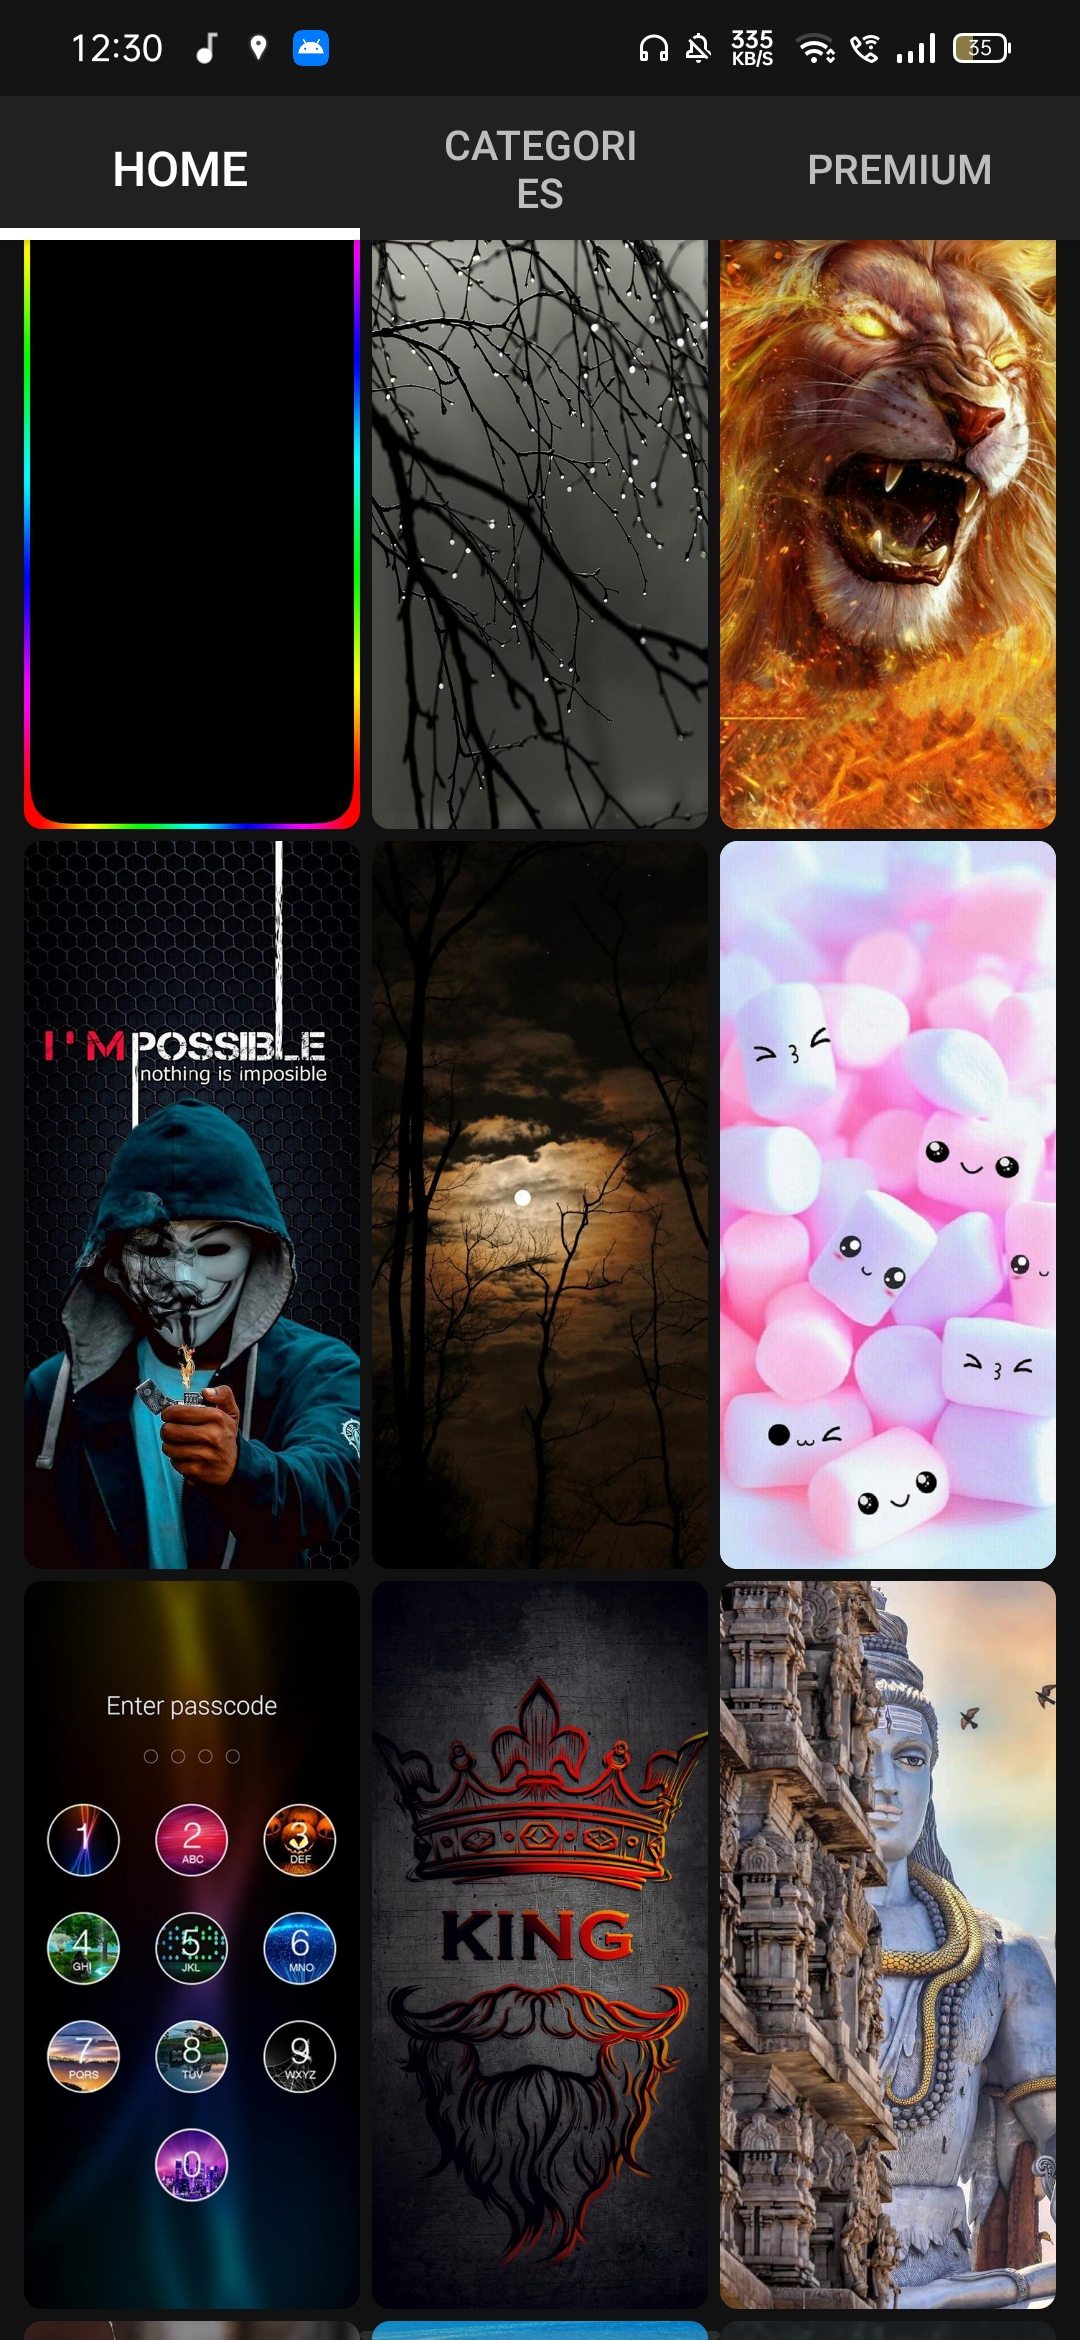 12:30
335
KB/S
35
HOME
CATEGORI
ES
PREMIUM
I'MPOSSIBLE
nothing is imposible
Enter passcode
1
2
ABC
3
DEF
4
GHI
5
JKL
6
MNO
7
PQRS
8
TUV
9
WXYZ
0
KING